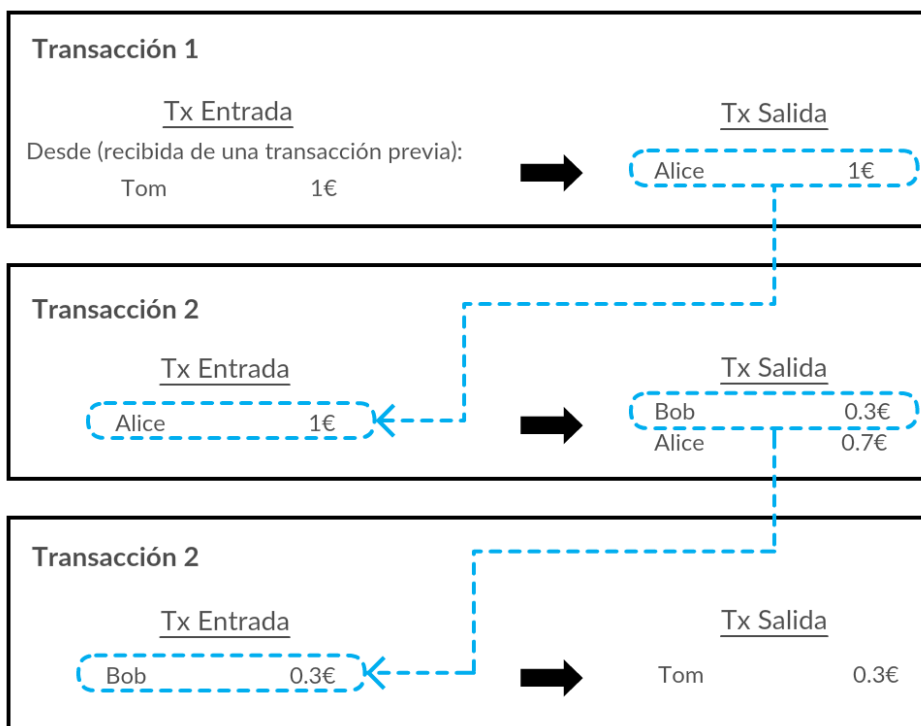 Transacción 1
Tx Entrada
Tx Salida
Desde (recibida de una transacción previa):
Tom 1€
Alice 1€
Transacción 2
Tx Entrada
Tx Salida
Alice 1€
Bob 0.3€
Alice 0.7€
Transacción 2
Tx Entrada
Tx Salida
Bob 0.3€
Tom 0.3€